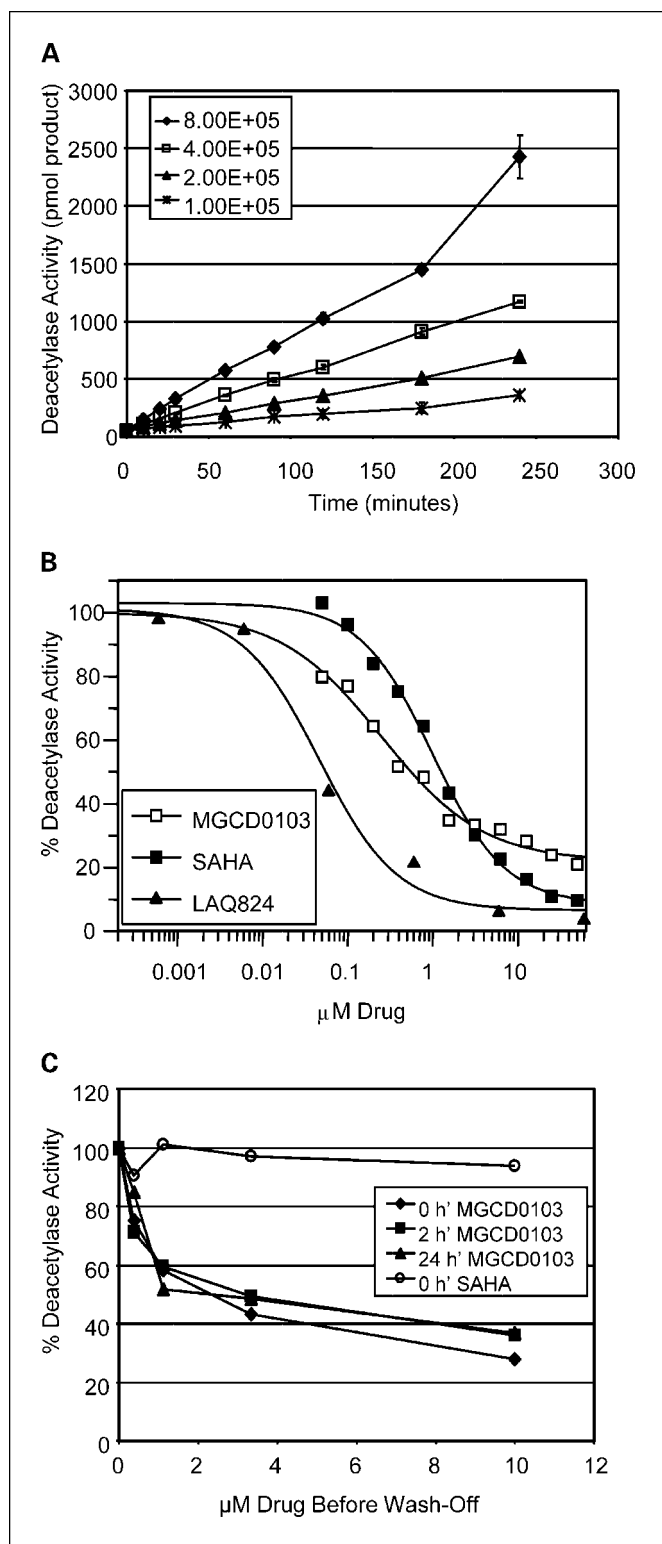 A
Deacetylase Activity (pmol product)
3000
2500
2000
1500
1000
500
0
8.00E+05
4.00E+05
2.00E+05
1.00E+05
0 50 100 150 200 250 300
Time (minutes)
B
% Deacetylase Activity
100
80
60
40
20
0
MGCD0103
SAHA
LAQ824
0.001 0.01 0.1 1 10
μM Drug
C
% Deacetylase Activity
120
100
80
60
40
20
0
0 h' MGCD0103
2 h' MGCD0103
24 h' MGCD0103
0 h' SAHA
0 2 4 6 8 10 12
μM Drug Before Wash-Off